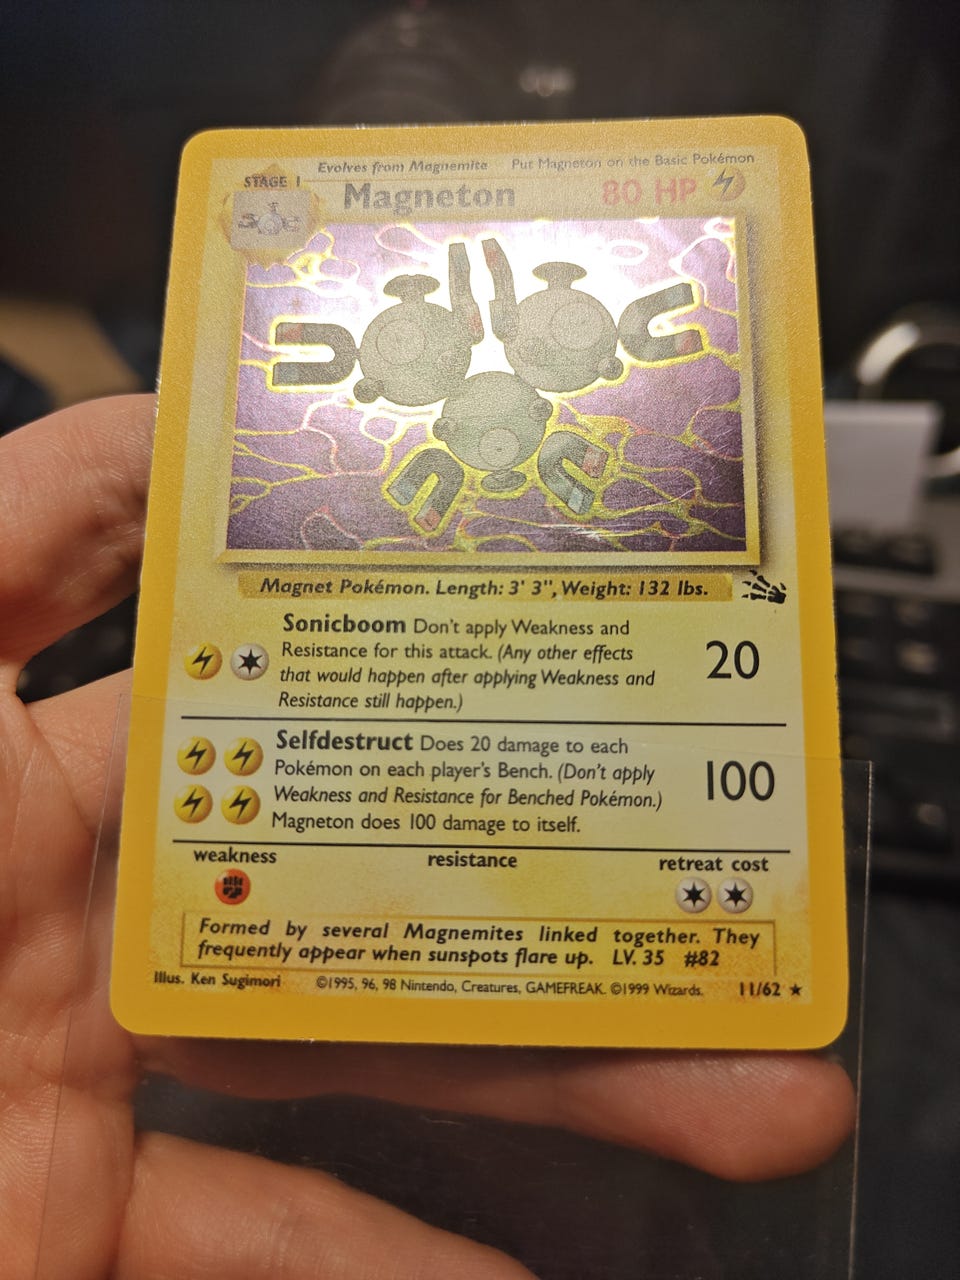 Evolves from Magnemite Put Magneton on the Basic Pokémon
STAGE 1
Magneton 80 HP
Magnet Pokémon. Length: 3' 3", Weight: 132 lbs.
Sonicboom Don't apply Weakness and
Resistance for this attack. (Any other effects
that would happen after applying Weakness and
Resistance still happen.)
20
Selfdestruct Does 20 damage to each
Pokémon on each player's Bench. (Don't apply
Weakness and Resistance for Benched Pokémon.)
Magneton does 100 damage to itself.
100
weakness resistance retreat cost
Formed by several Magnemites linked together. They
frequently appear when sunspots flare up. LV. 35 #82
Illus. Ken Sugimori ©1995, 96, 98 Nintendo, Creatures, GAMEFREAK. ©1999 Wizards. 11/62 ★